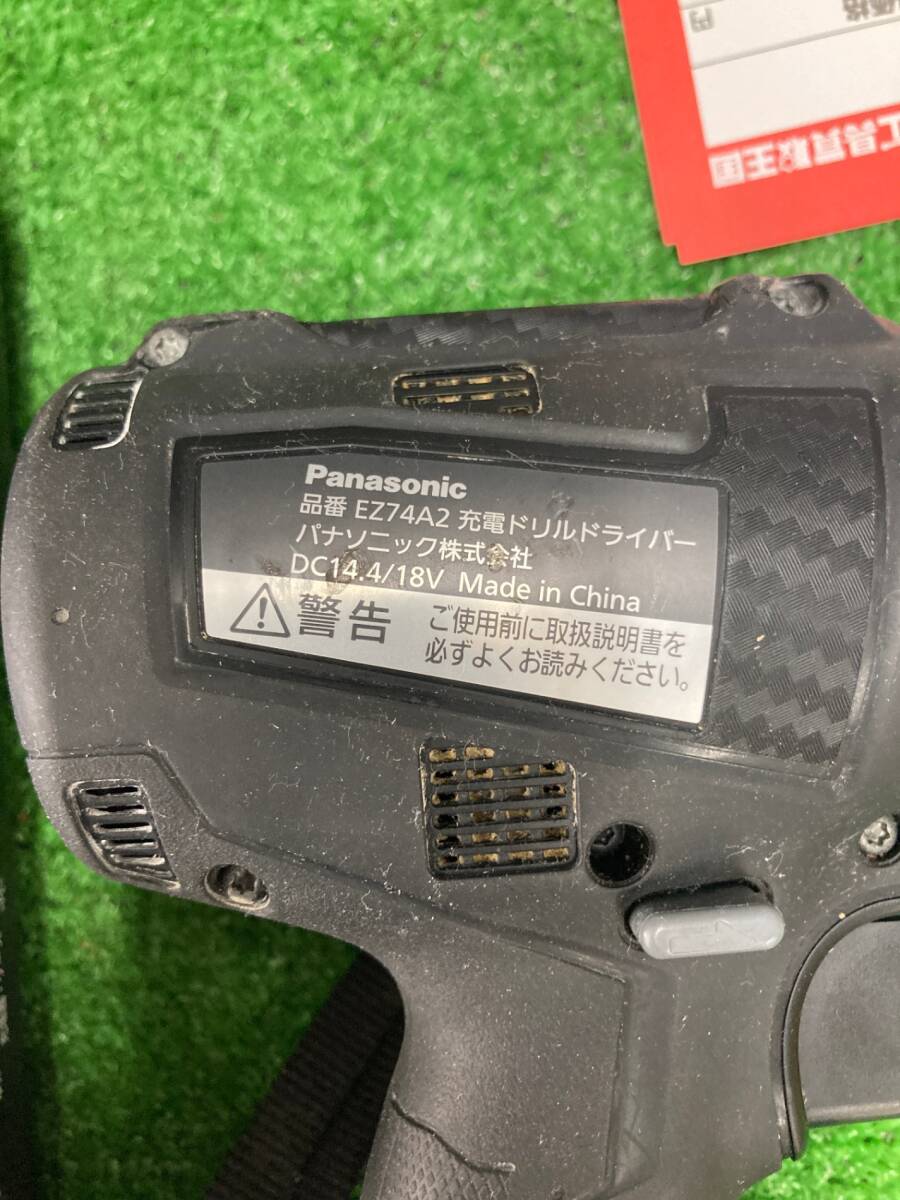 価格
円
工具買取王国
Panasonic
品番 EZ74A2 充電ドリルドライバー
パナソニック株式会社
DC14.4/18V Made in China
警告 ご使用前に取扱説明書を
必ずよくお読みください。